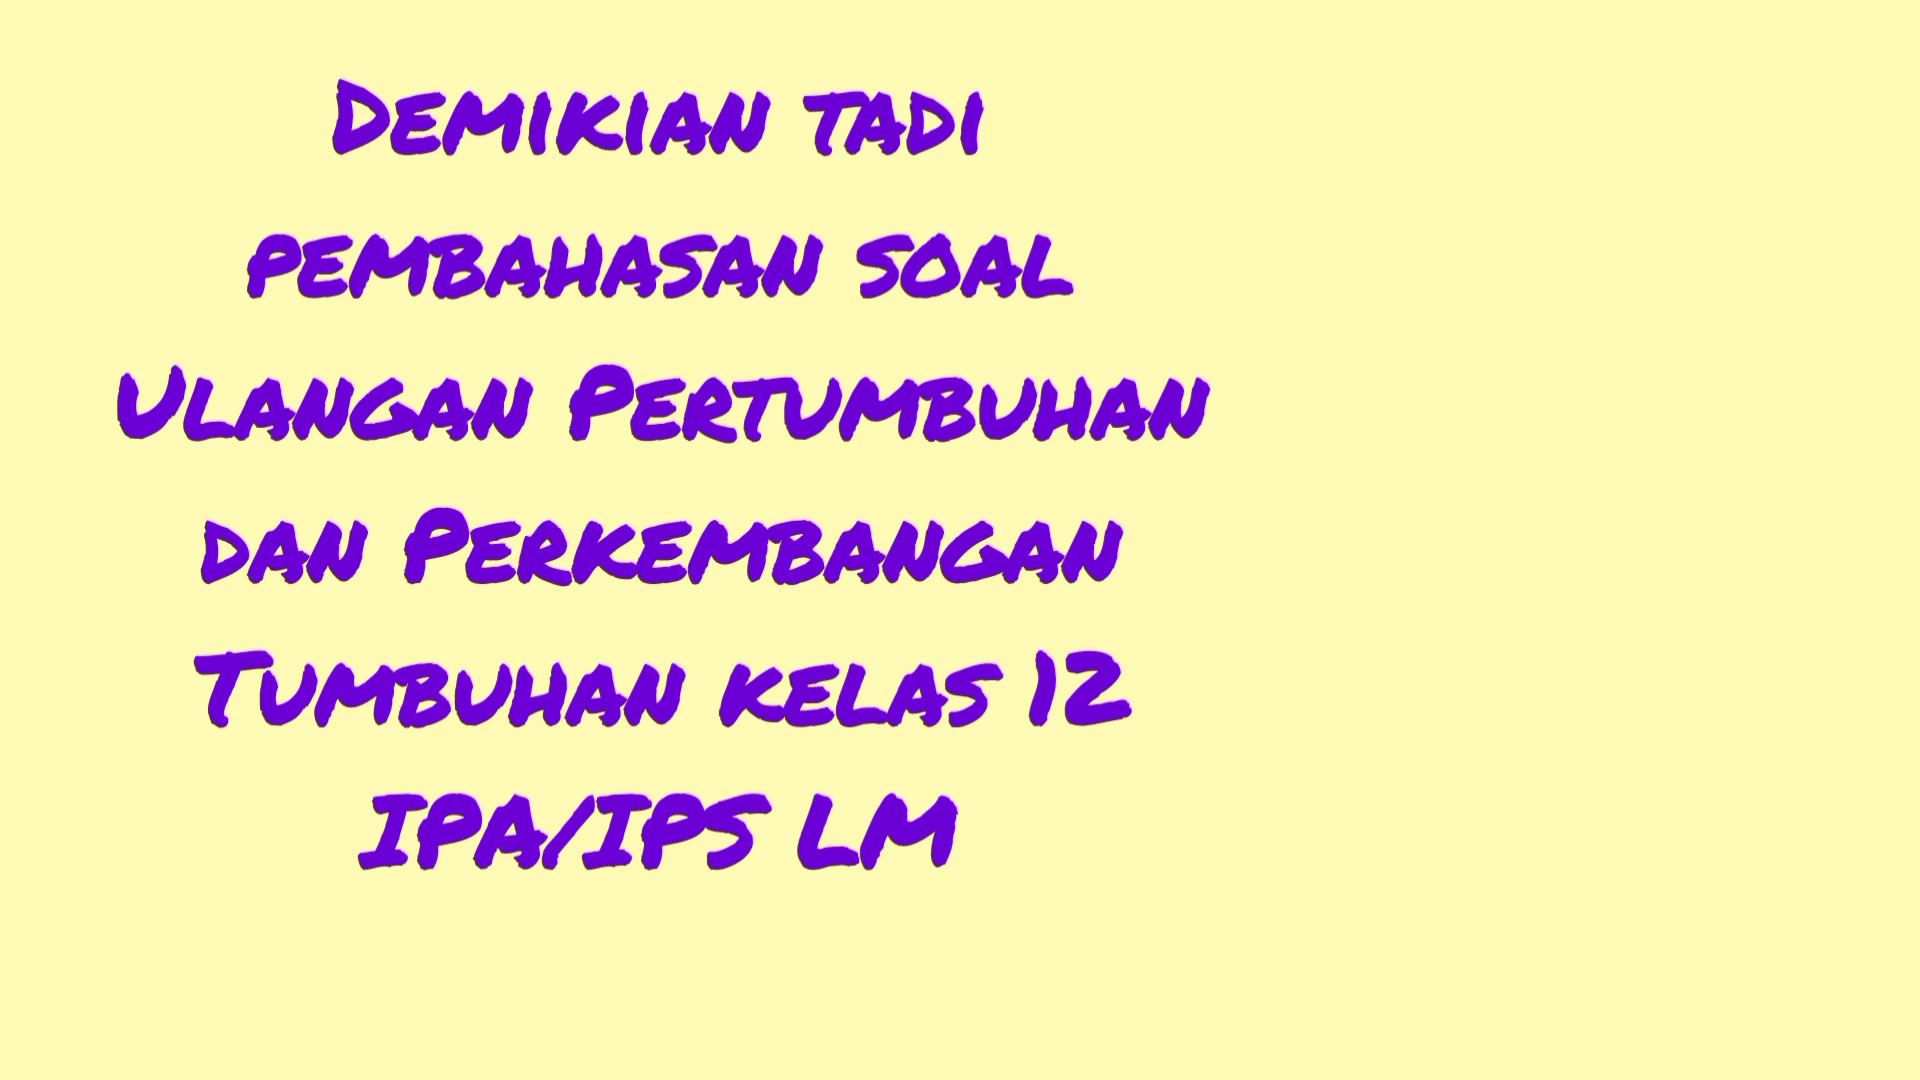 Demikian tadi
pembahasan soal
Ulangan Pertumbuhan
dan Perkembangan
Tumbuhan kelas 12
IPA/IPS LM